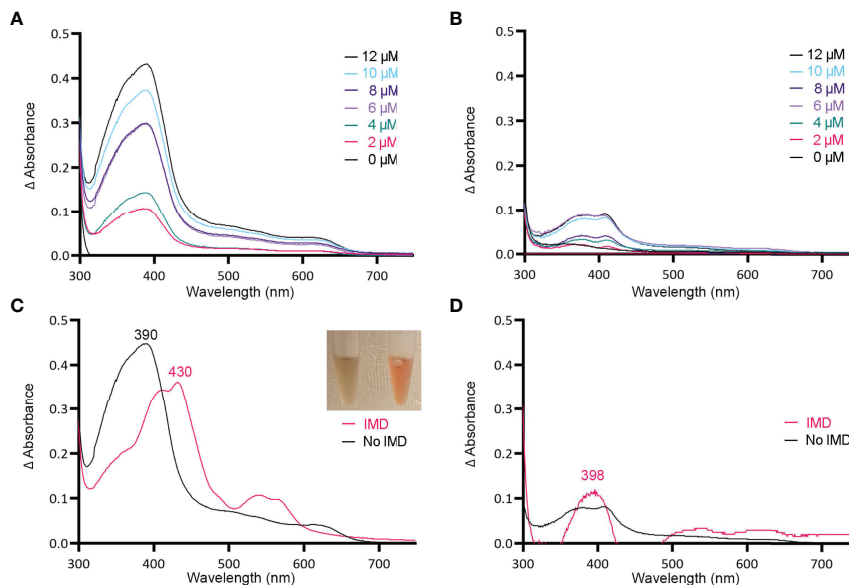 A
0.5
0.4
0.3
0.2
0.1
0.0
Δ Absorbance
300 400 500 600 700
Wavelength (nm)
12 µM
10 µM
8 µM
6 µM
4 µM
2 µM
0 µM
B
0.5
0.4
0.3
0.2
0.1
0.0
Δ Absorbance
300 400 500 600 700
Wavelength (nm)
12 µM
10 µM
8 µM
6 µM
4 µM
2 µM
0 µM
C
0.5
0.4
0.3
0.2
0.1
0.0
Δ Absorbance
390
430
IMD
No IMD
300 400 500 600 700
Wavelength (nm)
D
0.5
0.4
0.3
0.2
0.1
0.0
Δ Absorbance
398
IMD
No IMD
300 400 500 600 700
Wavelength (nm)